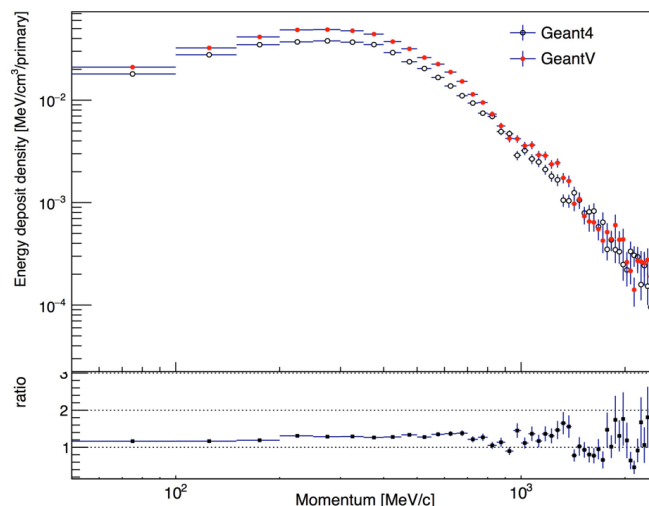 Energy deposit density [MeV/cm³/primary]
Geant4
GeantV
10⁻²
10⁻³
10⁻⁴
ratio
3
2
1
10² 10³
Momentum [MeV/c]